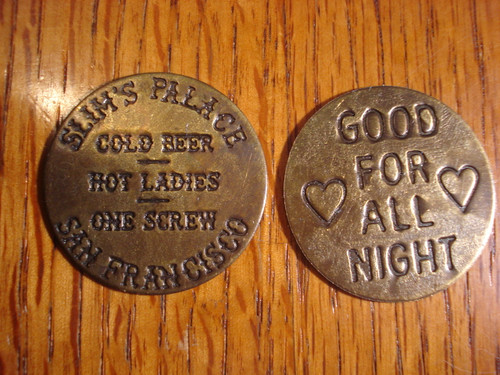 SLIM'S PALACE
COLD BEER
HOT LADIES
ONE SCREW
SAN FRANCISCO
GOOD
FOR
ALL
NIGHT